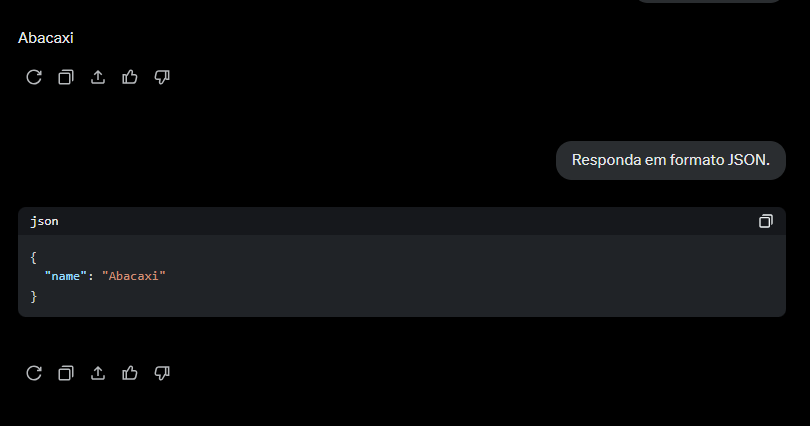 Abacaxi
Responda em formato JSON.
json
{
"name": "Abacaxi"
}